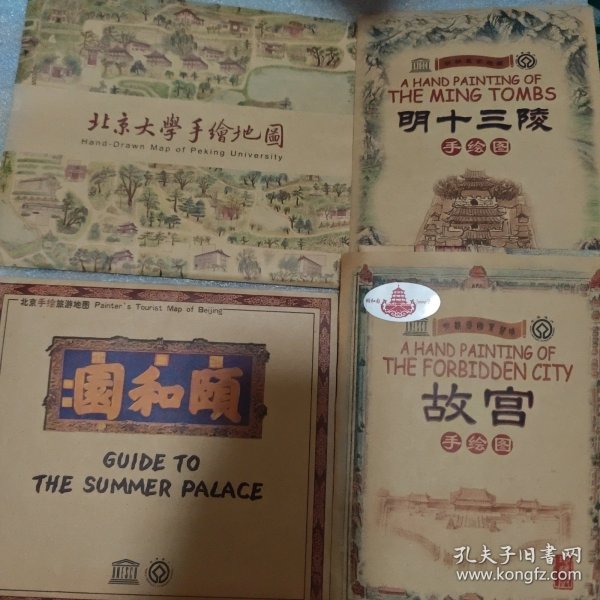 北京大學手繪地圖
Hand-Drawn Map of Peking University
A HAND PAINTING OF
THE MING TOMBS
明十三陵
手绘图
北京手绘旅游地图 Painter's Tourist Map of Beijing
園和頤
GUIDE TO
THE SUMMER PALACE
A HAND PAINTING OF
THE FORBIDDEN CITY
故宫
手绘图
孔夫子旧书网
www.kongfz.com